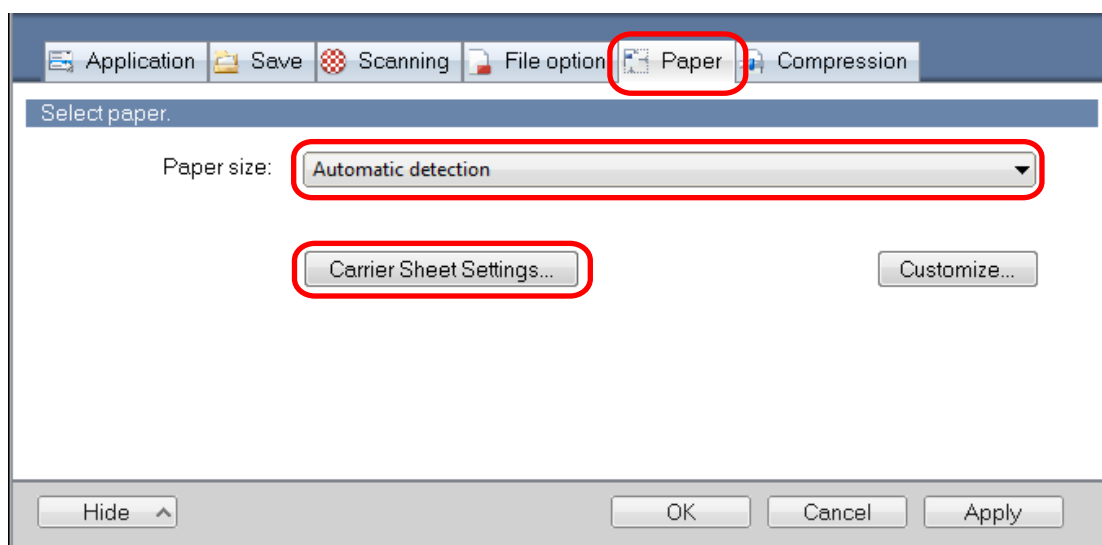 Application Save Scanning File option Paper Compression
Select paper.
Paper size: Automatic detection
Carrier Sheet Settings... Customize...
Hide OK Cancel Apply